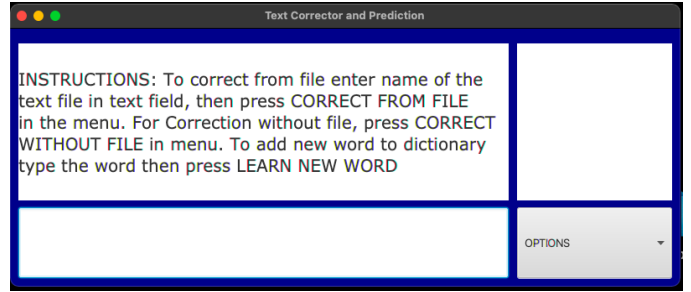 Text Corrector and Prediction
INSTRUCTIONS: To correct from file enter name of the
text file in text field, then press CORRECT FROM FILE
in the menu. For Correction without file, press CORRECT
WITHOUT FILE in menu. To add new word to dictionary
type the word then press LEARN NEW WORD
OPTIONS